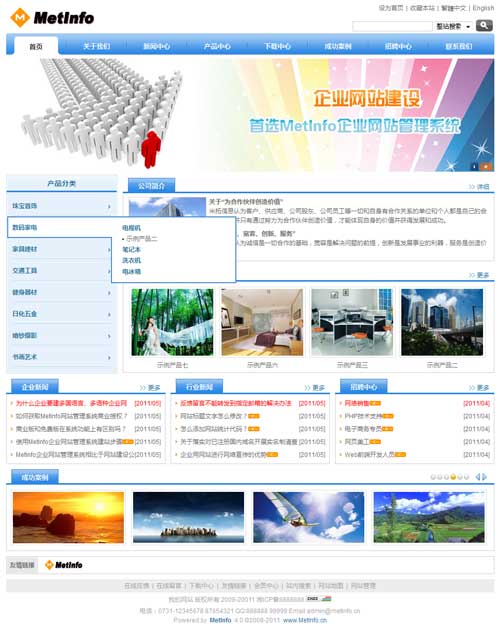 设为首页 | 收藏本站 | 繁體中文 | English
MetInfo
整站搜索
首页 关于我们 新闻中心 产品中心 下载中心 成功案例 招聘中心 联系我们
企业网站建设
首选MetInfo企业网站管理系统
产品分类
珠宝首饰
数码家电
家具建材
交通工具
健身器材
日化五金
婚纱摄影
书画艺术
电视机
示例产品二
笔记本
洗衣机
电冰箱
公司简介 >> 详细
关于“为合作伙伴创造价值”
米拓信息认为客户、供应商、公司股东、公司员工等一切和自身有合作关系的单位和个人都是自己的合
只有通过努力为合作伙伴创造价值，才能体现自身的价值并获得发展和成功。
宽容、创新、服务”
认为诚信是一切合作的基础，宽容是解决问题的前提，创新是发展事业的利器，服务是创造价
>> 更多
示例产品七 示例产品六 示例产品三 示例产品二
企业新闻 >> 更多
为什么企业要建多国语言、多语种企业网 [2011/05]
如何获取MetInfo网站管理系统商业授权？ [2011/05]
商业版和免费版在系统功能上有区别吗？ [2011/05]
使用MetInfo企业网站管理系统建站步骤 [2011/05]
MetInfo企业网站管理系统相比于网站建设公 [2011/05]
行业新闻 >> 更多
反馈留言不能转发到指定邮箱的解决办法 [2011/05]
网站标题文字怎么修改？ [2011/05]
怎么添加网站统计代码？ [2011/05]
关于落实对已注册国内域名开展实名制清查 [2011/05]
企业用网站进行网络宣传的优势 [2011/05]
招聘中心 >> 更多
网络销售 [2011/04]
PHP技术支持 [2011/04]
电子商务专员 [2011/04]
网页美工 [2011/04]
Web前端开发人员 [2011/04]
成功案例
友情链接 MetInfo
在线反馈 | 在线留言 | 下载中心 | 友情链接 | 会员中心 | 站内搜索 | 网站地图 | 网站管理
我的网站 版权所有 2008-20011 湘ICP备8888888
电话：0731-12345678 87654321 QQ:888888 99999 Email:admin@metinfo.cn
Powered by MetInfo 4.0 ©2008-2011 www.MetInfo.cn